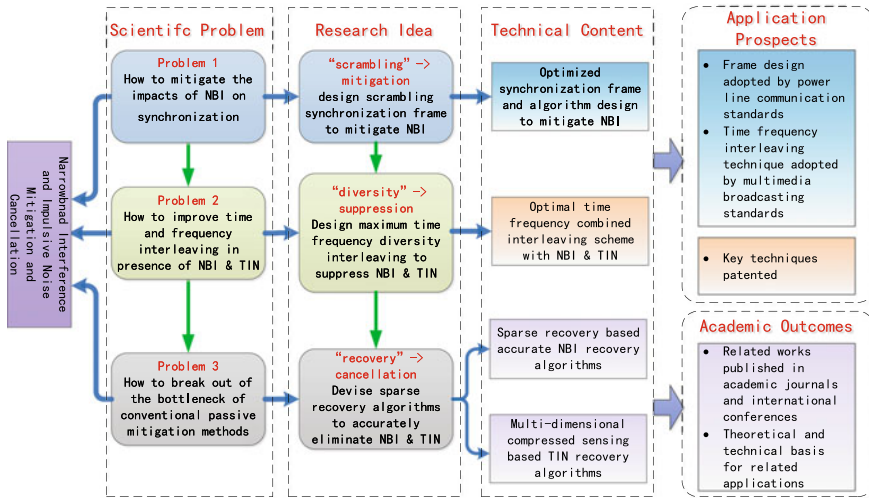 Scientifc Problem
Problem 1
How to mitigate the
impacts of NBI on
synchronization
Problem 2
How to improve time
and frequency
interleaving in
presence of NBI & TIN
Problem 3
How to break out of
the bottleneck of
conventional passive
mitigation methods
Narrowbnad Interference
and Impulsive Noise
Mitigation and
Cancellation
Research Idea
“scrambling” —>
mitigation
design scrambling
synchronization frame
to mitigate NBI
“diversity” —>
suppression
Design maximum time
frequency diversity
interleaving to
suppress NBI & TIN
“recovery” —>
cancellation
Devise sparse
recovery algorithms
to accurately
eliminate NBI & TIN
Technical Content
Optimized
synchronization frame
and algorithm design
to mitigate NBI
Optimal time
frequency combined
interleaving scheme
with NBI & TIN
Sparse recovery based
accurate NBI recovery
algorithms
Multi-dimensional
compressed sensing
based TIN recovery
algorithms
Application
Prospects
• Frame design
adopted by power
line communication
standards
• Time frequency
interleaving
technique adopted
by multimedia
broadcasting
standards
• Key techniques
patented
Academic Outcomes
• Related works
published in
academic journals
and international
conferences
• Theoretical and
technical basis
for related
applications